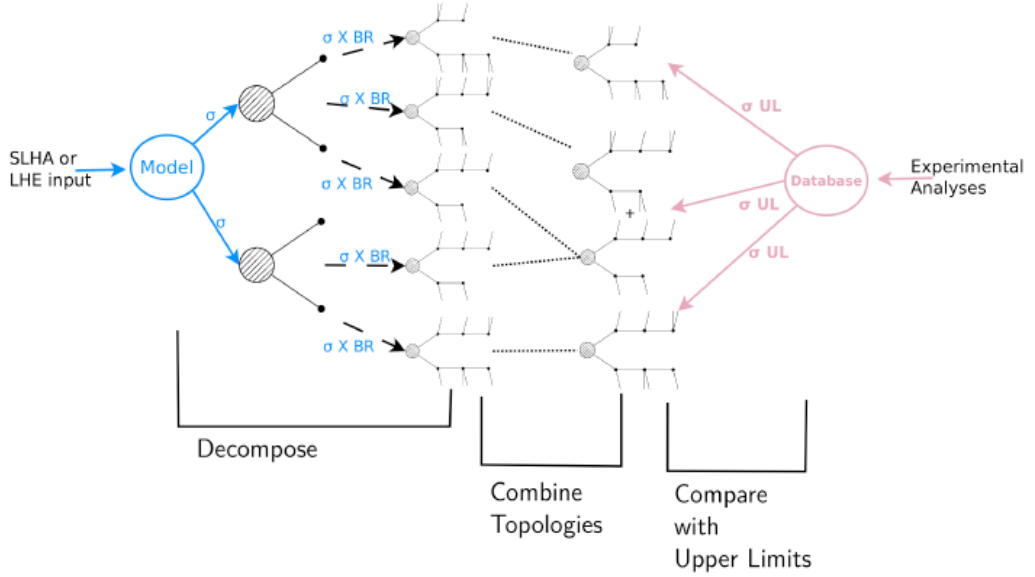 σ X BR
σ X BR
σ UL
σ
SLHA or
LHE input
Model
σ X BR
Database
Experimental
Analyses
σ UL
+
σ
σ X BR
σ UL
σ X BR
Decompose
Combine
Topologies
Compare
with
Upper Limits